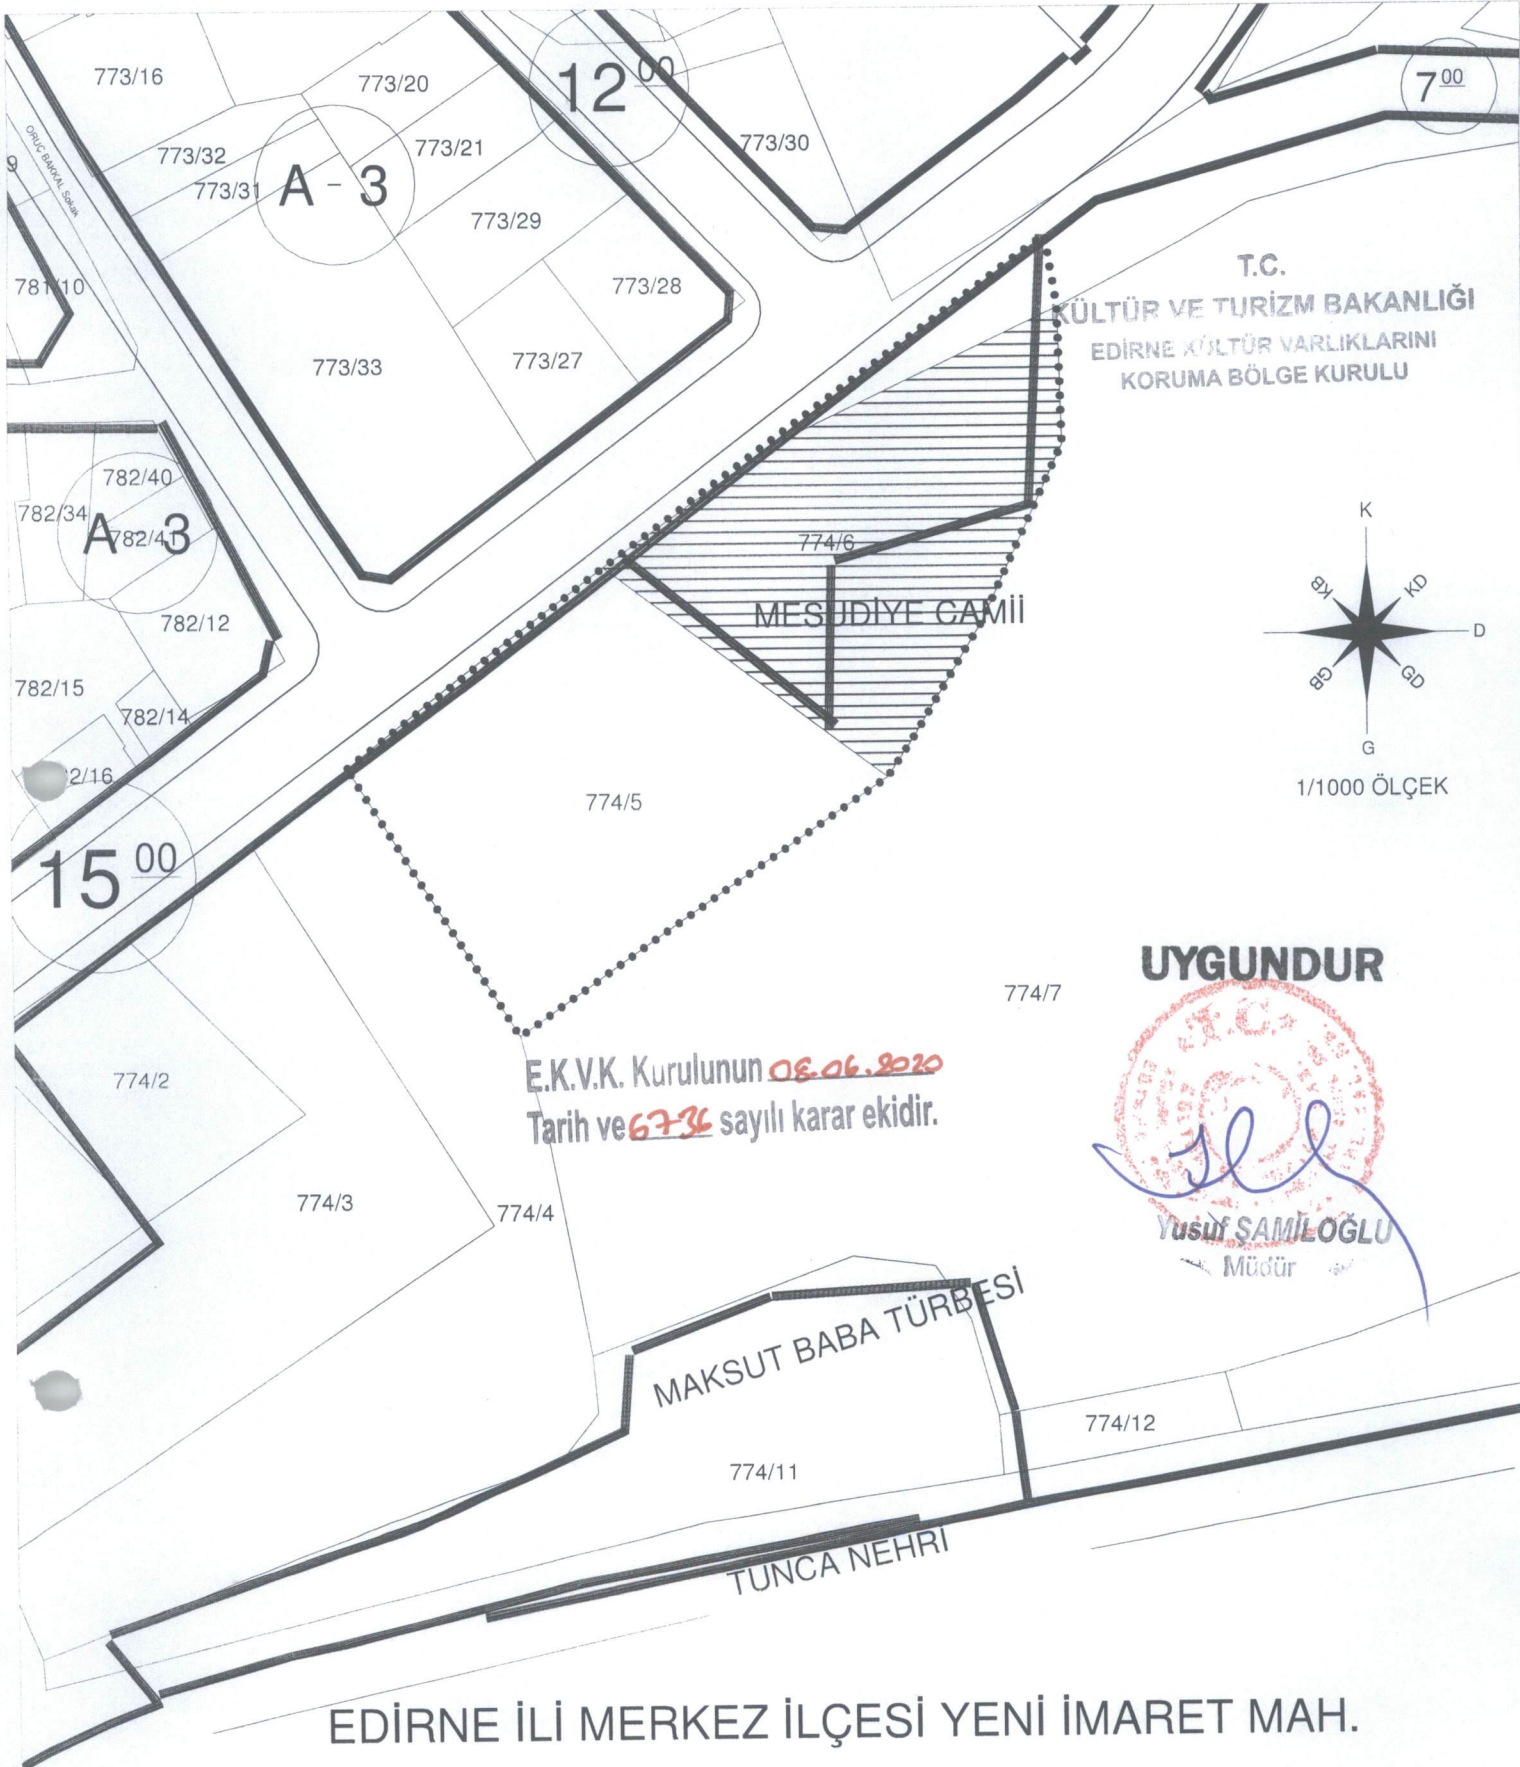 773/16
773/20
12 00
7 00
773/30
773/21
773/32
773/31
A - 3
ORUÇ BAKKAL Sokak
9
773/29
773/28
781/10
773/33
773/27
T.C.
KÜLTÜR VE TURİZM BAKANLIĞI
EDİRNE KÜLTÜR VARLIKLARINI
KORUMA BÖLGE KURULU
782/40
782/34
A - 3
782/41
782/12
774/6
MESUDİYE CAMİİ
K
KB
KD
D
GB
GD
G
1/1000 ÖLÇEK
782/15
782/14
2/16
774/5
15 00
UYGUNDUR
T.C.
774/7
774/2
E.K.V.K. Kurulunun 08.06.2020
Tarih ve 6736 sayılı karar ekidir.
774/3
774/4
Yusuf ŞAMİLOĞLU
Müdür
MAKSUT BABA TÜRBESİ
774/12
774/11
TUNCA NEHRİ
EDİRNE İLİ MERKEZ İLÇESİ YENİ İMARET MAH.